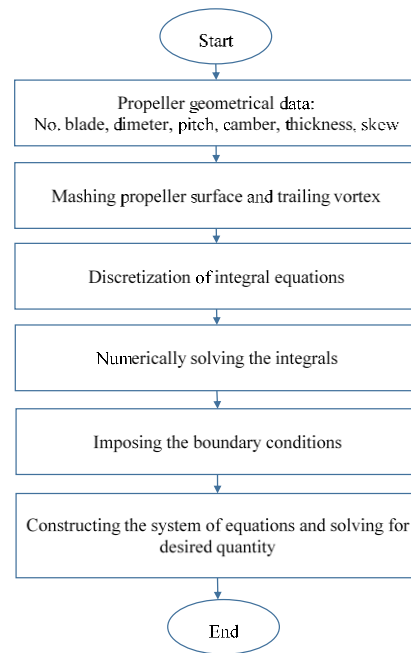 Start
Propeller geometrical data:
No. blade, dimeter, pitch, camber, thickness, skew
Mashing propeller surface and trailing vortex
Discretization of integral equations
Numerically solving the integrals
Imposing the boundary conditions
Constructing the system of equations and solving for
desired quantity
End